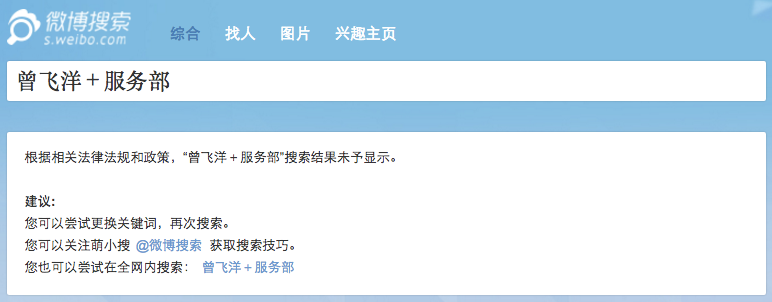 微博搜索
s.weibo.com
综合 找人 图片 兴趣主页
曾飞洋+服务部
根据相关法律法规和政策，“曾飞洋+服务部”搜索结果未予显示。
建议:
您可以尝试更换关键词，再次搜索。
您可以关注萌小搜 @微博搜索 获取搜索技巧。
您也可以尝试在全网内搜索： 曾飞洋+服务部